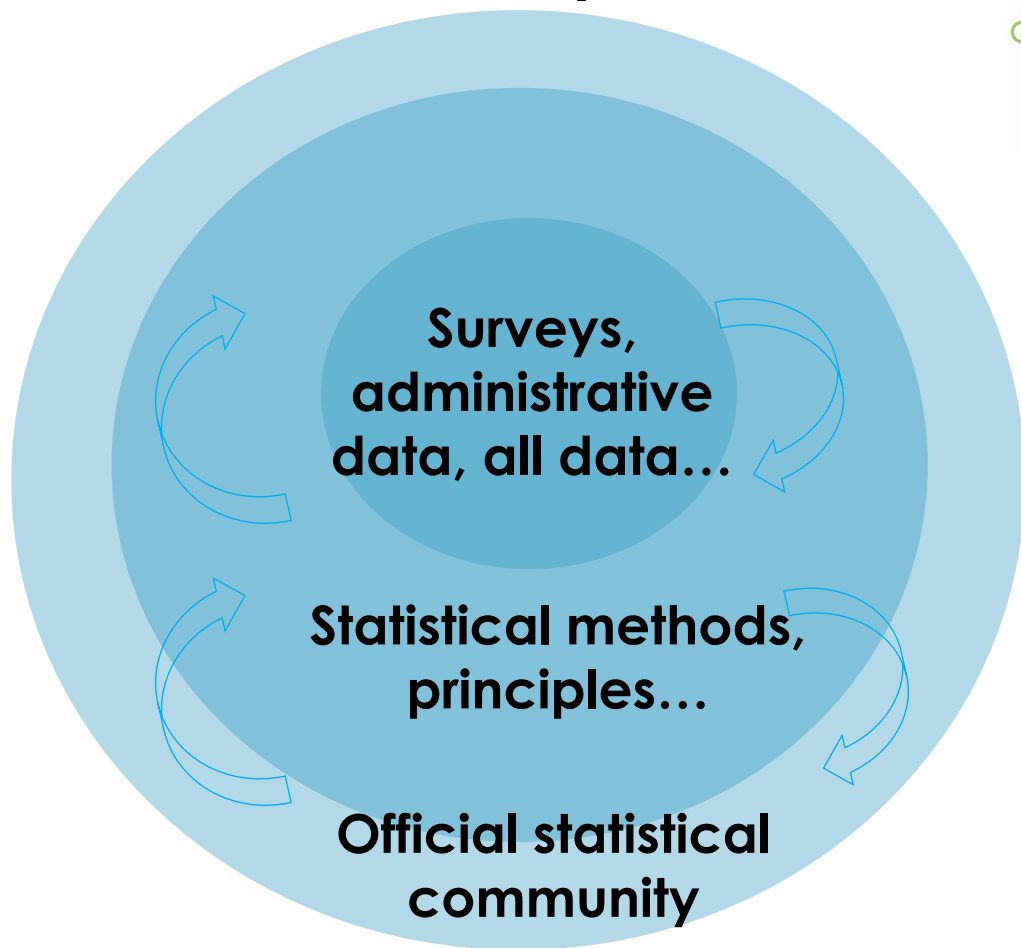 Surveys,
administrative
data, all data…
Statistical methods,
principles…
Official statistical
community